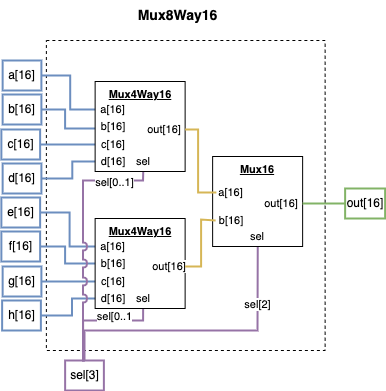 Mux8Way16
a[16]
b[16]
c[16]
d[16]
e[16]
f[16]
g[16]
h[16]
Mux4Way16
a[16]
b[16]
c[16]
d[16]
out[16]
sel
sel[0..1]
Mux4Way16
a[16]
b[16]
c[16]
d[16]
out[16]
sel
sel[0..1
Mux16
a[16]
b[16]
out[16]
sel
sel[2]
out[16]
sel[3]